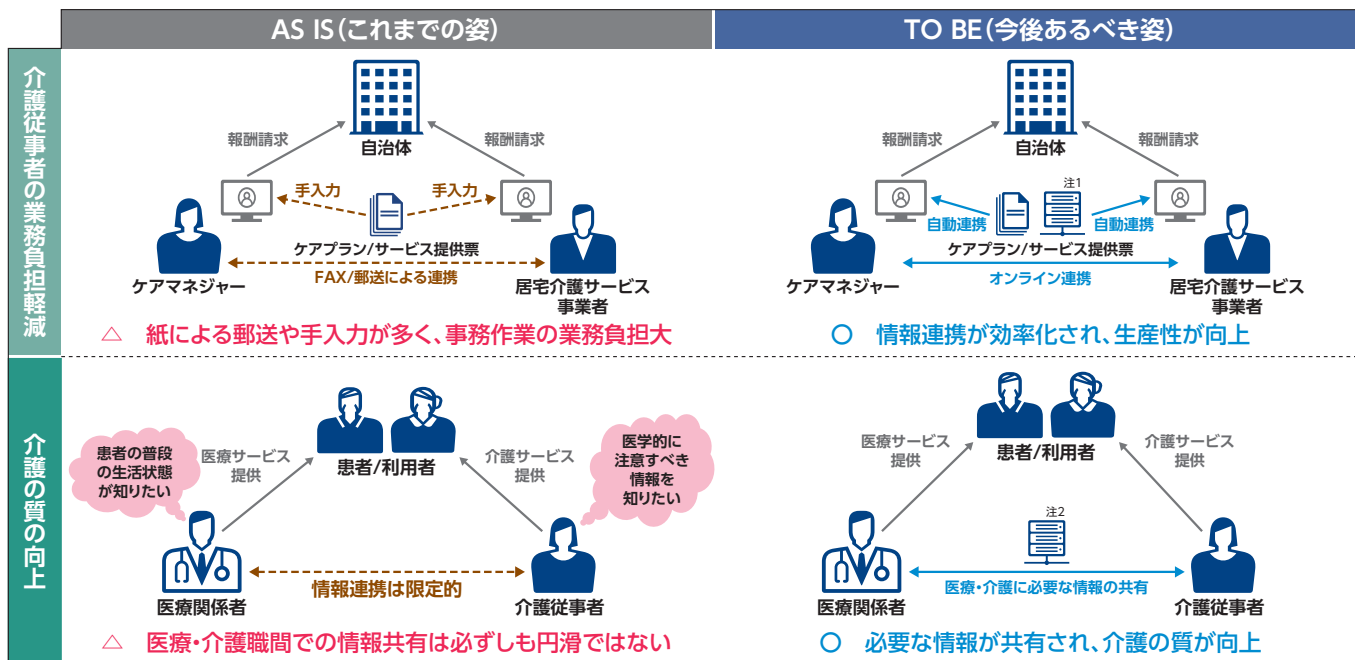 AS IS(これまでの姿)
TO BE(今後あるべき姿)
介護従事者の業務負担軽減
自治体
報酬請求
報酬請求
手入力
手入力
ケアプラン/サービス提供票
FAX/郵送による連携
ケアマネジャー
居宅介護サービス
事業者
△ 紙による郵送や手入力が多く、事務作業の業務負担大
自治体
報酬請求
報酬請求
注1
自動連携
自動連携
ケアプラン/サービス提供票
オンライン連携
ケアマネジャー
居宅介護サービス
事業者
○ 情報連携が効率化され、生産性が向上
介護の質の向上
患者の普段
の生活状態
が知りたい
医療サービス
提供
患者/利用者
介護サービス
提供
医学的に
注意すべき
情報を
知りたい
情報連携は限定的
医療関係者
介護従事者
△ 医療・介護職間での情報共有は必ずしも円滑ではない
医療サービス
提供
患者/利用者
介護サービス
提供
注2
医療・介護に必要な情報の共有
医療関係者
介護従事者
○ 必要な情報が共有され、介護の質が向上